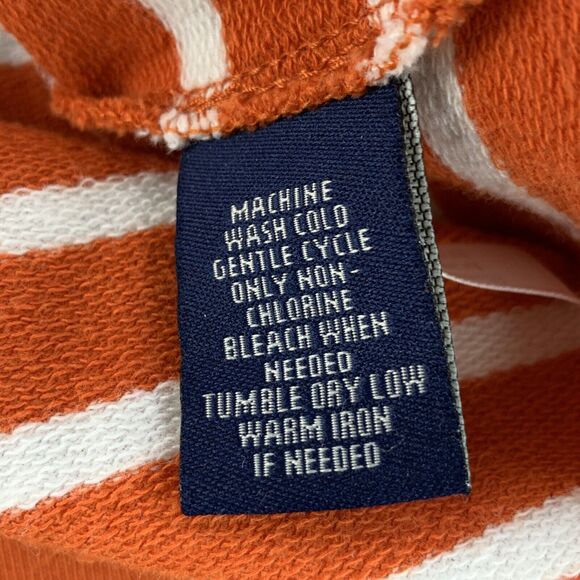 MACHINE
WASH COLD
GENTLE CYCLE
ONLY NON-
CHLORINE
BLEACH WHEN
NEEDED
TUMBLE DRY LOW
WARM IRON
IF NEEDED